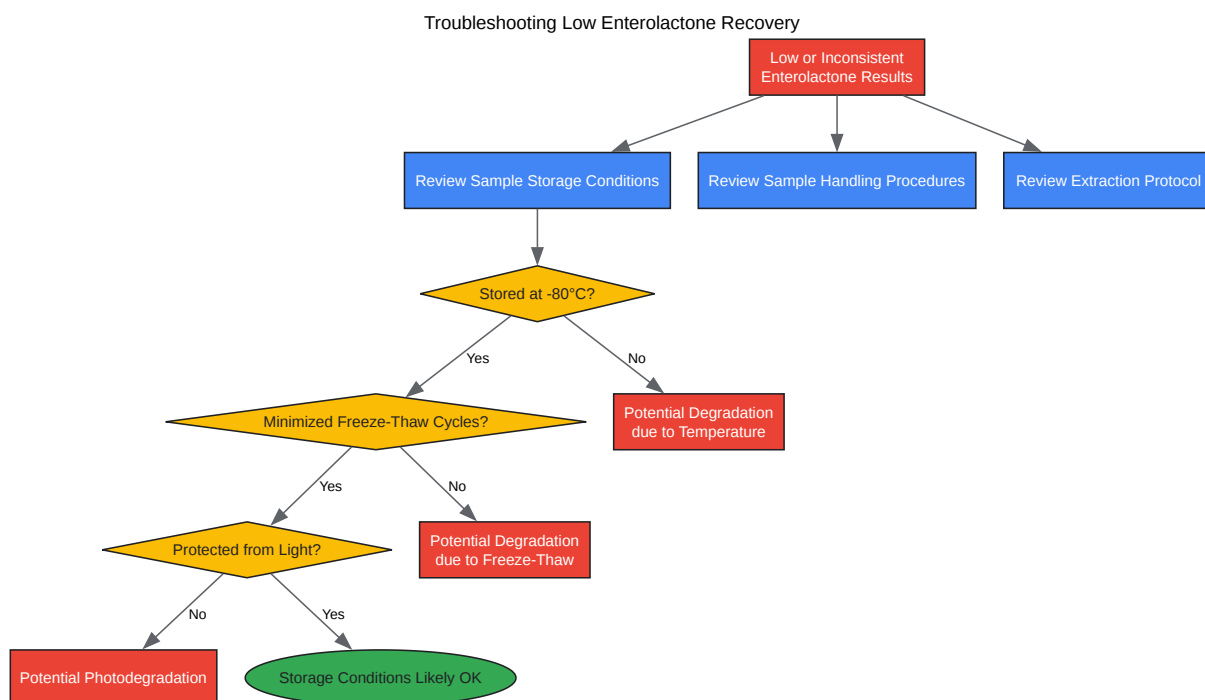 Troubleshooting Low Enterolactone Recovery
Low or Inconsistent
Enterolactone Results
Review Sample Storage Conditions
Review Sample Handling Procedures
Review Extraction Protocol
Stored at -80°C?
Yes
No
Minimized Freeze-Thaw Cycles?
Potential Degradation
due to Temperature
Yes
No
Protected from Light?
Potential Degradation
due to Freeze-Thaw
No
Yes
Potential Photodegradation
Storage Conditions Likely OK